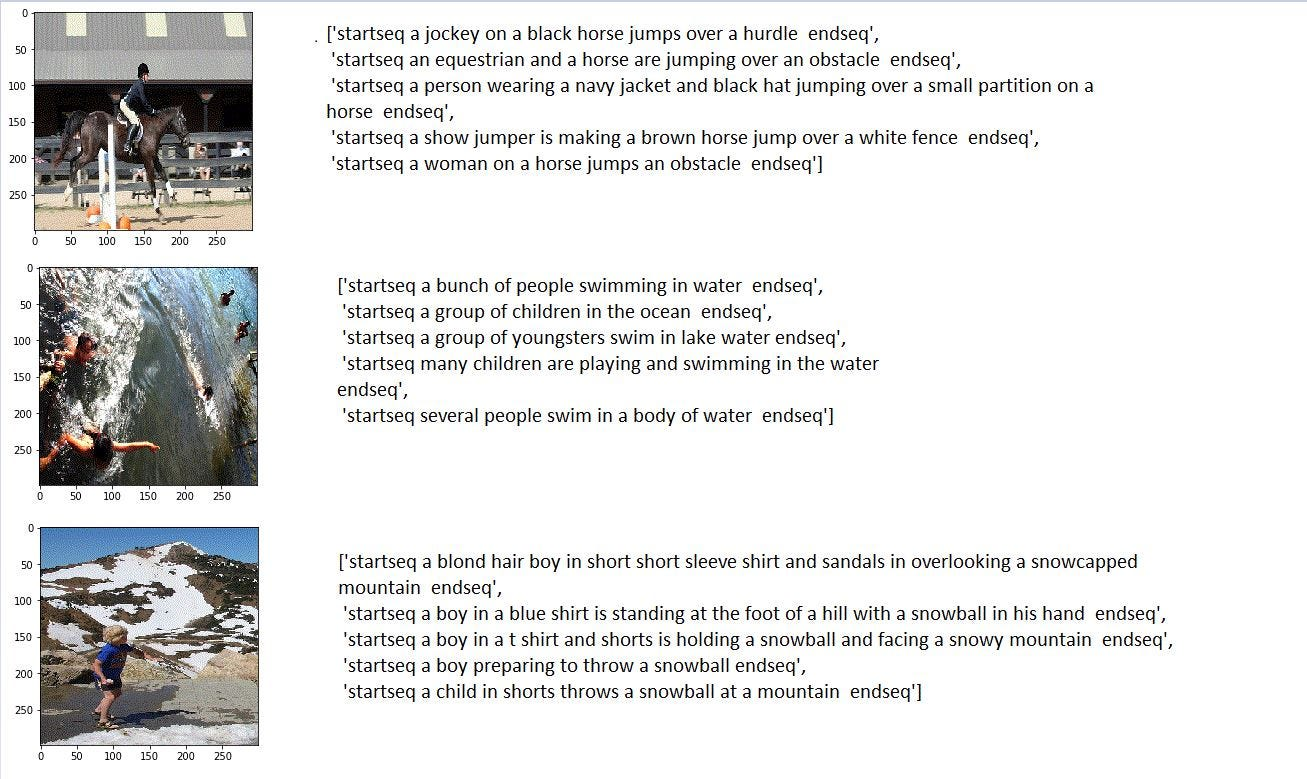 0
50
100
150
200
250
0 50 100 150 200 250
. ['startseq a jockey on a black horse jumps over a hurdle  endseq',
'startseq an equestrian and a horse are jumping over an obstacle  endseq',
'startseq a person wearing a navy jacket and black hat jumping over a small partition on a
horse  endseq',
'startseq a show jumper is making a brown horse jump over a white fence  endseq',
'startseq a woman on a horse jumps an obstacle  endseq']
0
50
100
150
200
250
0 50 100 150 200 250
['startseq a bunch of people swimming in water  endseq',
'startseq a group of children in the ocean  endseq',
'startseq a group of youngsters swim in lake water endseq',
'startseq many children are playing and swimming in the water
endseq',
'startseq several people swim in a body of water  endseq']
0
50
100
150
200
250
0 50 100 150 200 250
['startseq a blond hair boy in short short sleeve shirt and sandals in overlooking a snowcapped
mountain  endseq',
'startseq a boy in a blue shirt is standing at the foot of a hill with a snowball in his hand  endseq',
'startseq a boy in a t shirt and shorts is holding a snowball and facing a snowy mountain  endseq',
'startseq a boy preparing to throw a snowball endseq',
'startseq a child in shorts throws a snowball at a mountain  endseq']